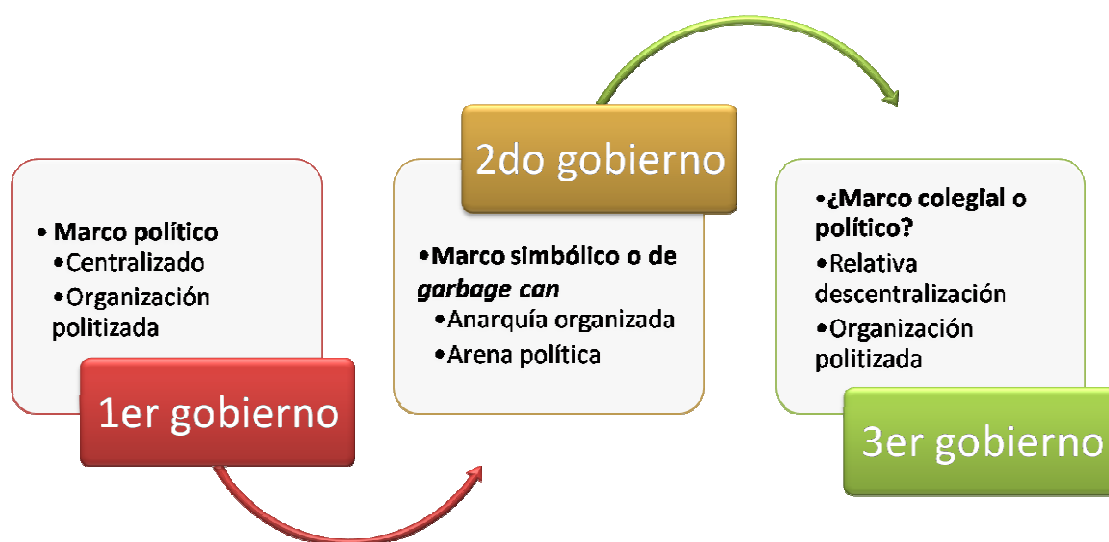 • Marco político
•Centralizado
•Organización
politizada
1er gobierno
2do gobierno
•Marco simbólico o de
garbage can
•Anarquía organizada
•Arena política
•¿Marco colegial o
político?
•Relativa
descentralización
•Organización
politizada
3er gobierno